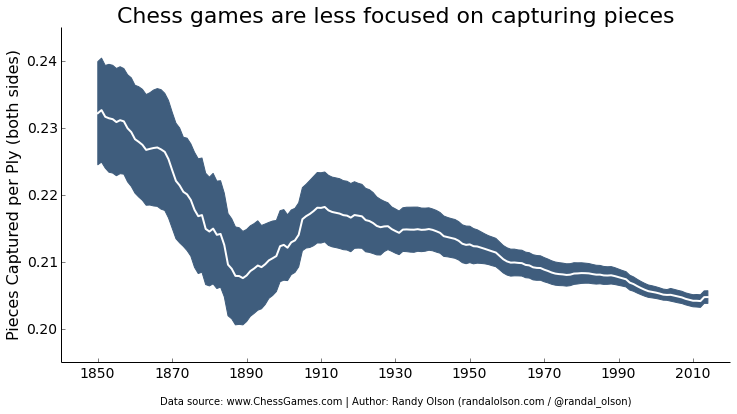 Chess games are less focused on capturing pieces
Pieces Captured per Ply (both sides)
0.24
0.23
0.22
0.21
0.20
1850 1870 1890 1910 1930 1950 1970 1990 2010
Data source: www.ChessGames.com | Author: Randy Olson (randalolson.com / @randal_olson)